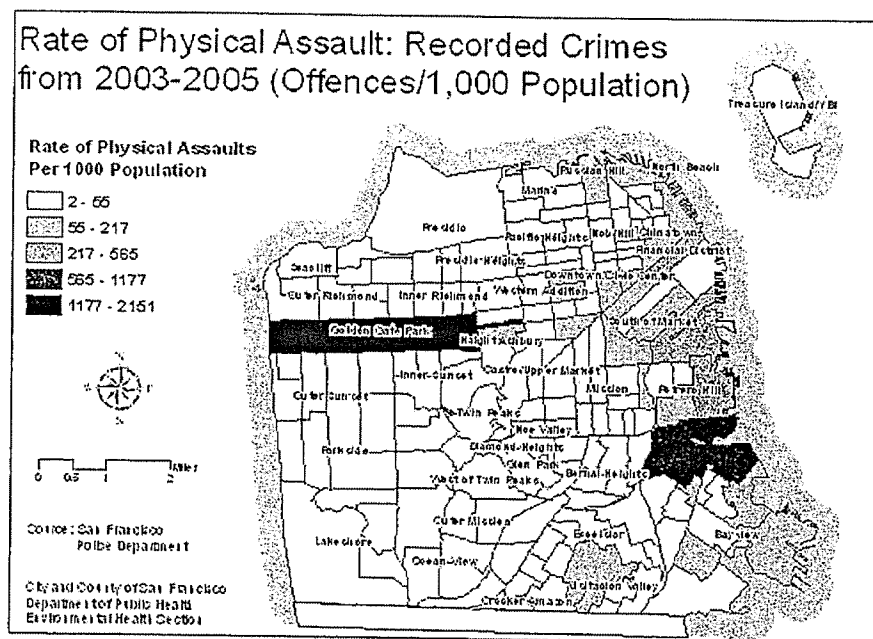 Rate of Physical Assault: Recorded Crimes
from 2003-2005 (Offences/1,000 Population)
Treasure Island/YBI
Rate of Physical Assaults
Per 1000 Population
2 - 55
55 - 217
217 - 565
565 - 1177
1177 - 2151
Russian Hill
North Beach
Marina
Presidio
Pacific Heights
Nob Hill
Chinatown
Financial District
Seacliff
Presidio Heights
Downtown/Civic Center
Outer Richmond
Inner Richmond
Western Addition
Golden Gate Park
South of Market
Haight Ashbury
Inner Sunset
Castro/Upper Market
Mission
Potrero Hill
Outer Sunset
Twin Peaks
Noe Valley
Diamond Heights
Parkside
Glen Park
Bernal Heights
West of Twin Peaks
Outer Mission
Lakeshore
Excelsior
Bayview
Ocean View
Visitacion Valley
Crocker Amazon
N
W
E
S
0 0.5 1 2 Miles
Source: San Francisco
Police Department
City and County of San Francisco
Department of Public Health
Environmental Health Section